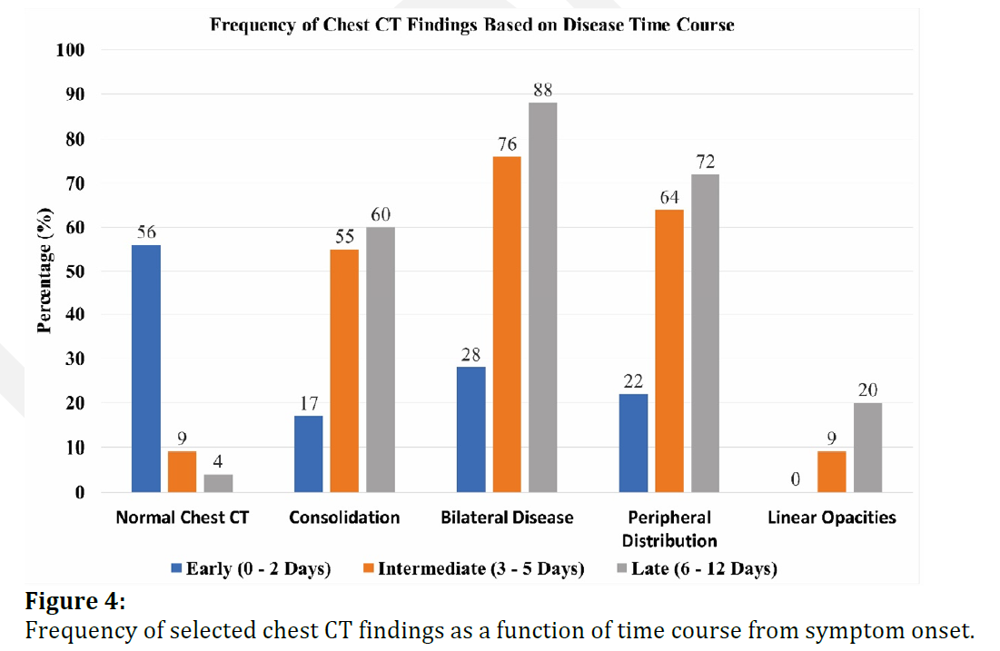 Frequency of Chest CT Findings Based on Disease Time Course
Percentage (%)
100
90
80
70
60
50
40
30
20
10
0
56
9
4
17
55
60
28
76
88
22
64
72
0
9
20
Normal Chest CT
Consolidation
Bilateral Disease
Peripheral
Distribution
Linear Opacities
Early (0 - 2 Days)
Intermediate (3 - 5 Days)
Late (6 - 12 Days)
Figure 4:
Frequency of selected chest CT findings as a function of time course from symptom onset.